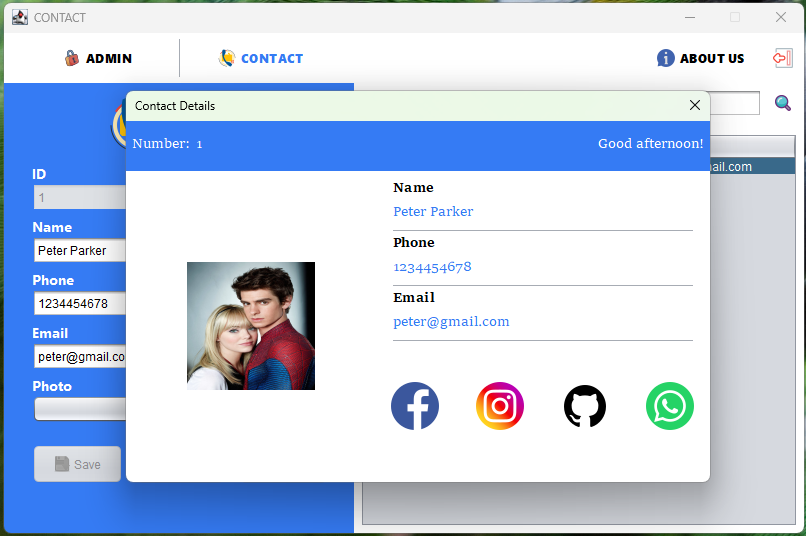 CONTACT
ADMIN
CONTACT
ABOUT US
Contact Details
Number: 1
Good afternoon!
ID
1
Name
Peter Parker
Phone
1234454678
Email
peter@gmail.co
Photo
Save
Name
Peter Parker
Phone
1234454678
Email
peter@gmail.com
mail.com